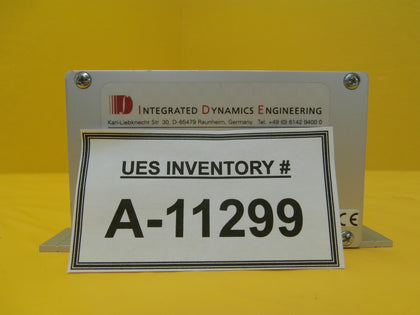 INTEGRATED DYNAMICS ENGINEERING
Karl-Liebknecht Str 30, D-65479 Raunheim, Germany Tel. +49 (0) 6142 9400 0
UES INVENTORY #
A-11299
CE